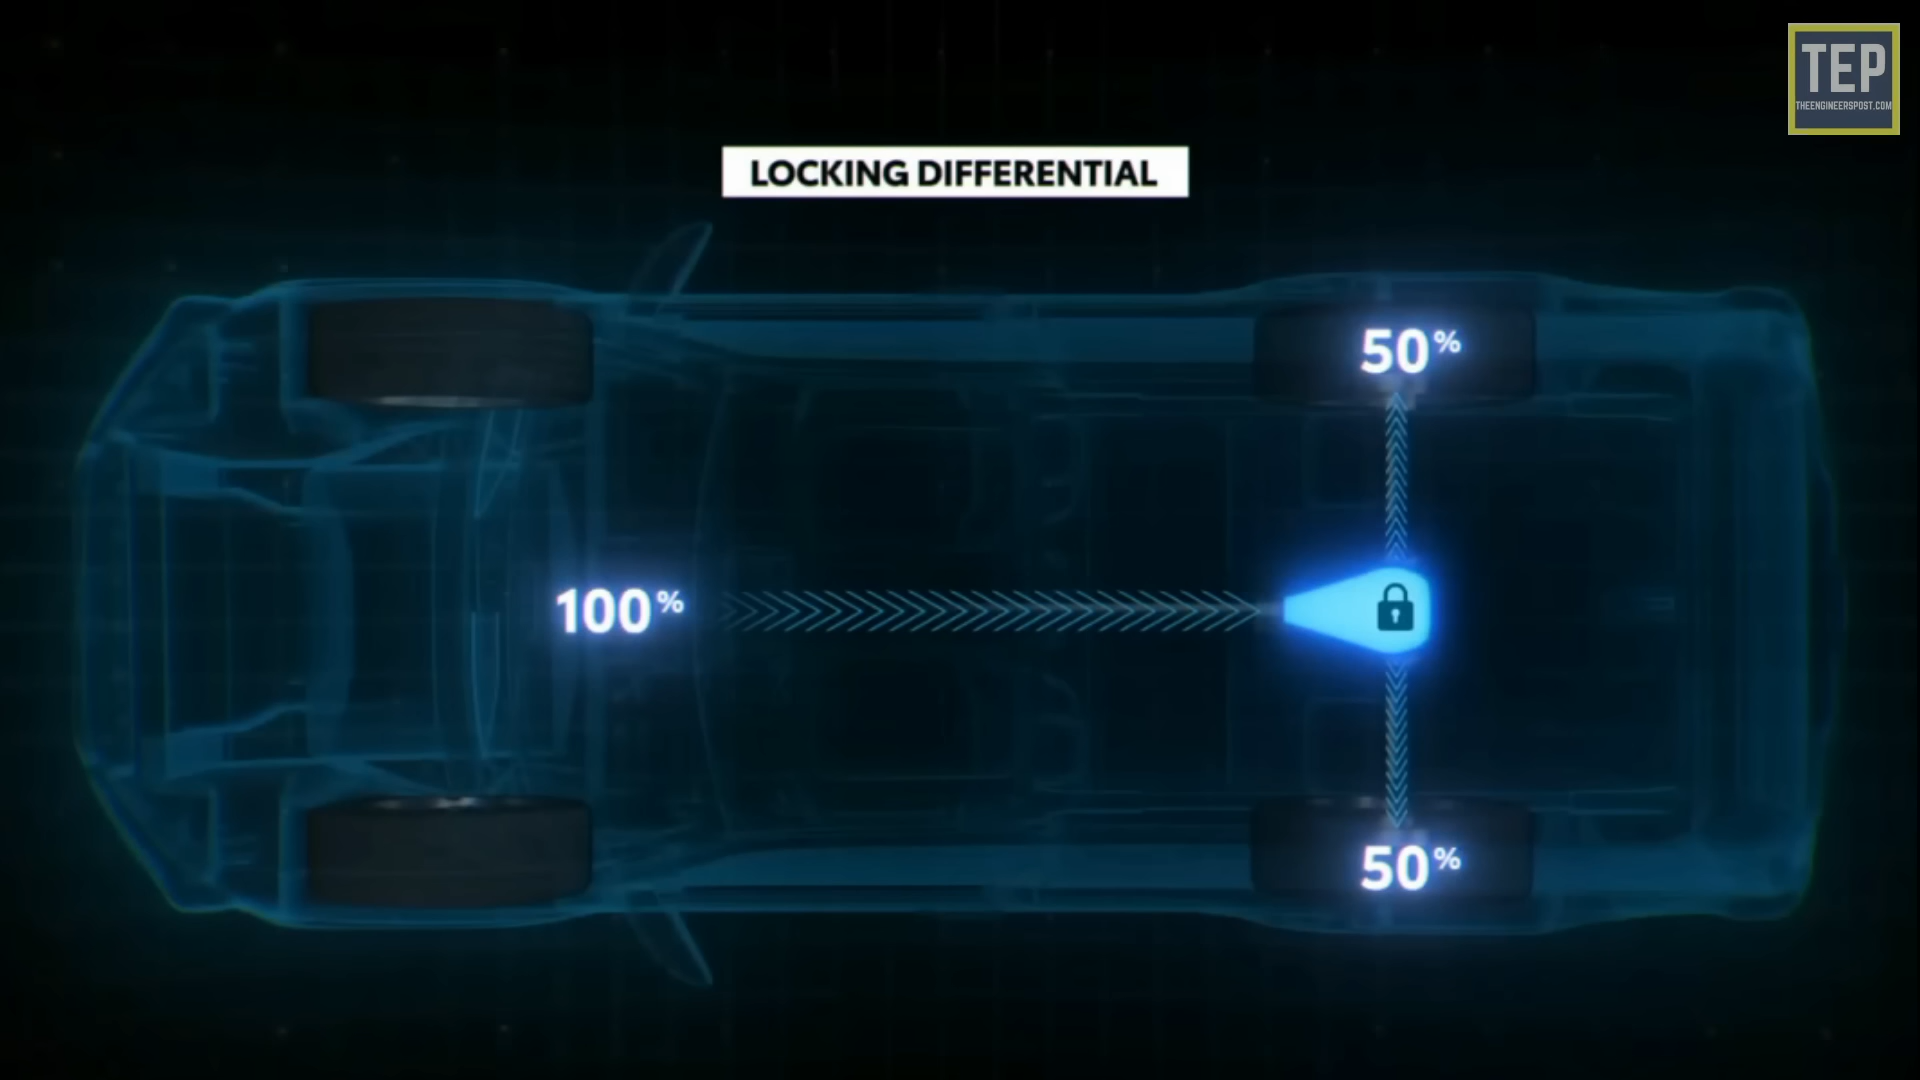 TEP
THEENGINEERSPOST.COM
LOCKING DIFFERENTIAL
50%
100%
50%